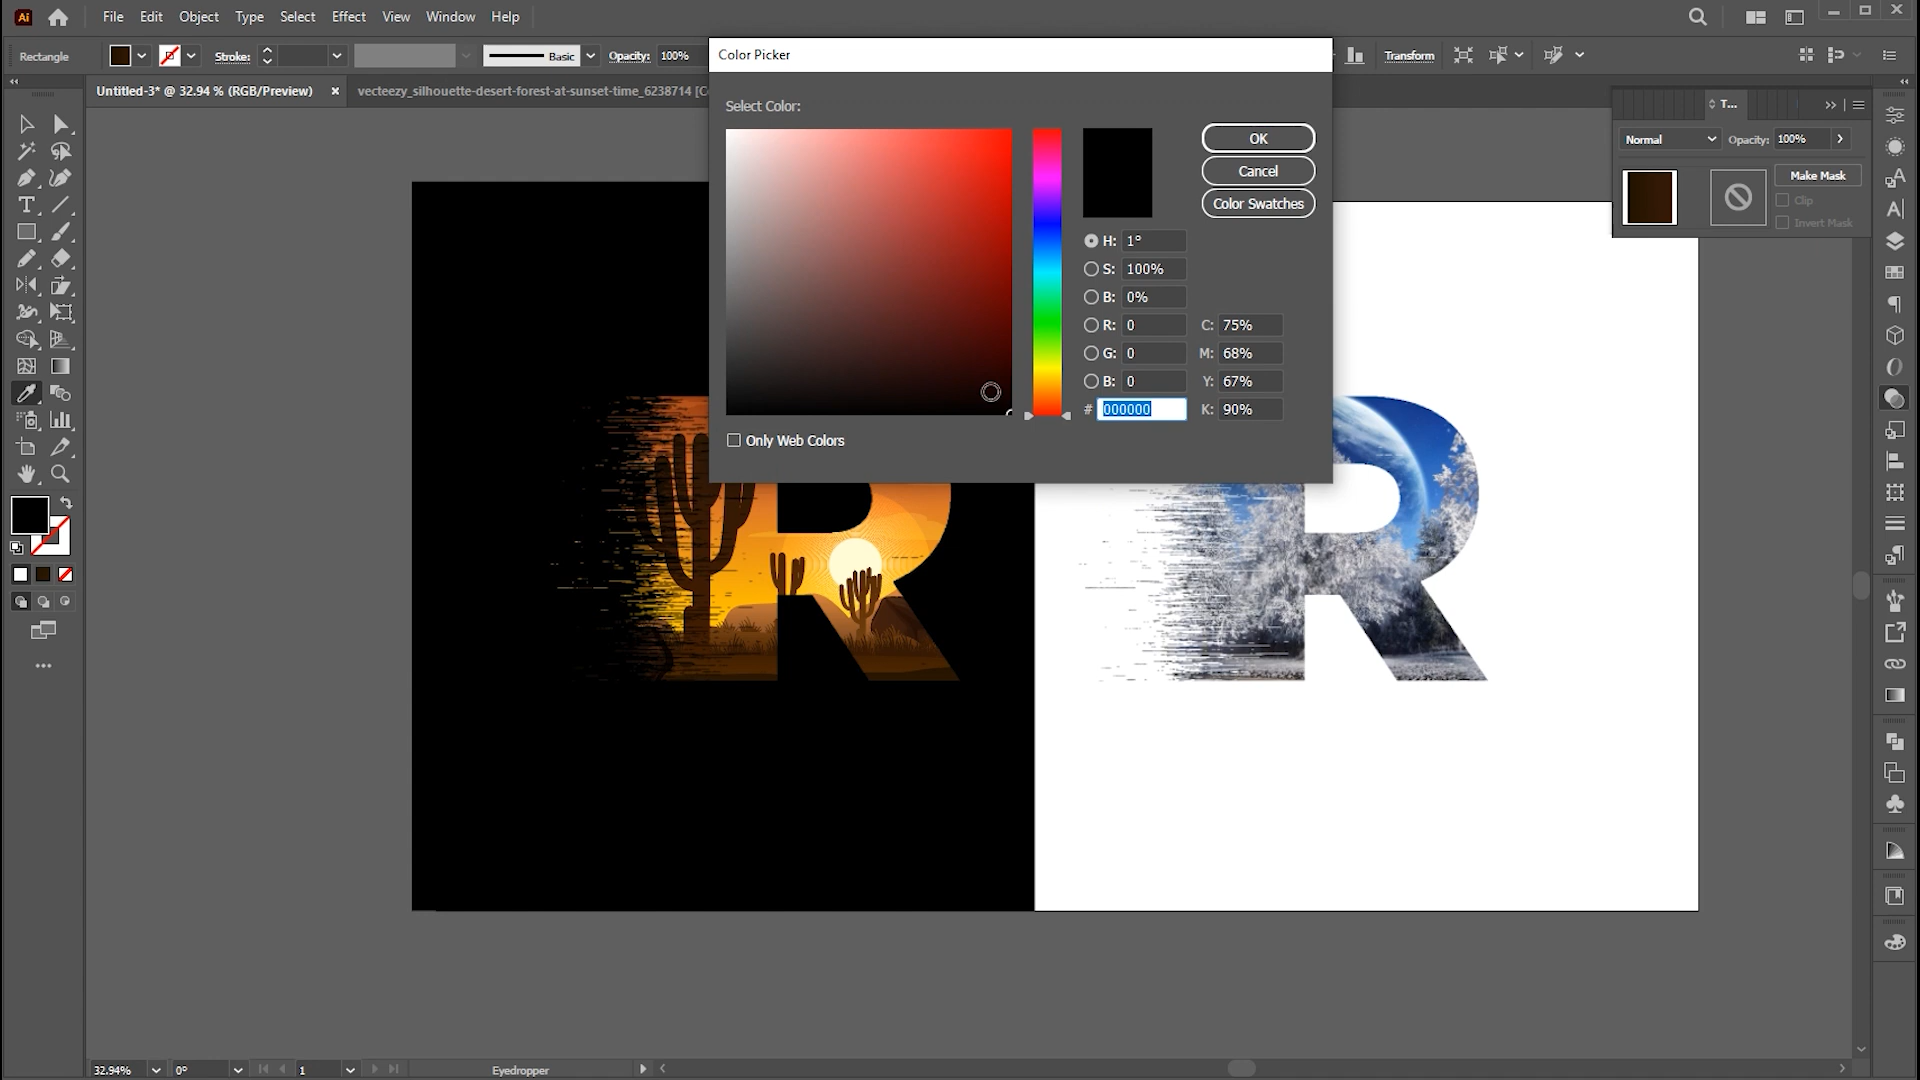 Ai File Edit Object Type Select Effect View Window Help
Rectangle Stroke: Basic Opacity: 100% Transform
Untitled-3* @ 32.94 % (RGB/Preview) × vecteezy_silhouette-desert-forest-at-sunset-time_6238714 [C
Color Picker
Select Color:
OK
Cancel
Color Swatches
H: 1°
S: 100%
B: 0%
R: 0 C: 75%
G: 0 M: 68%
B: 0 Y: 67%
# 000000 K: 90%
Only Web Colors
T...
Normal Opacity: 100%
Make Mask
Clip
Invert Mask
R R
32.94% 0° 1 Eyedropper